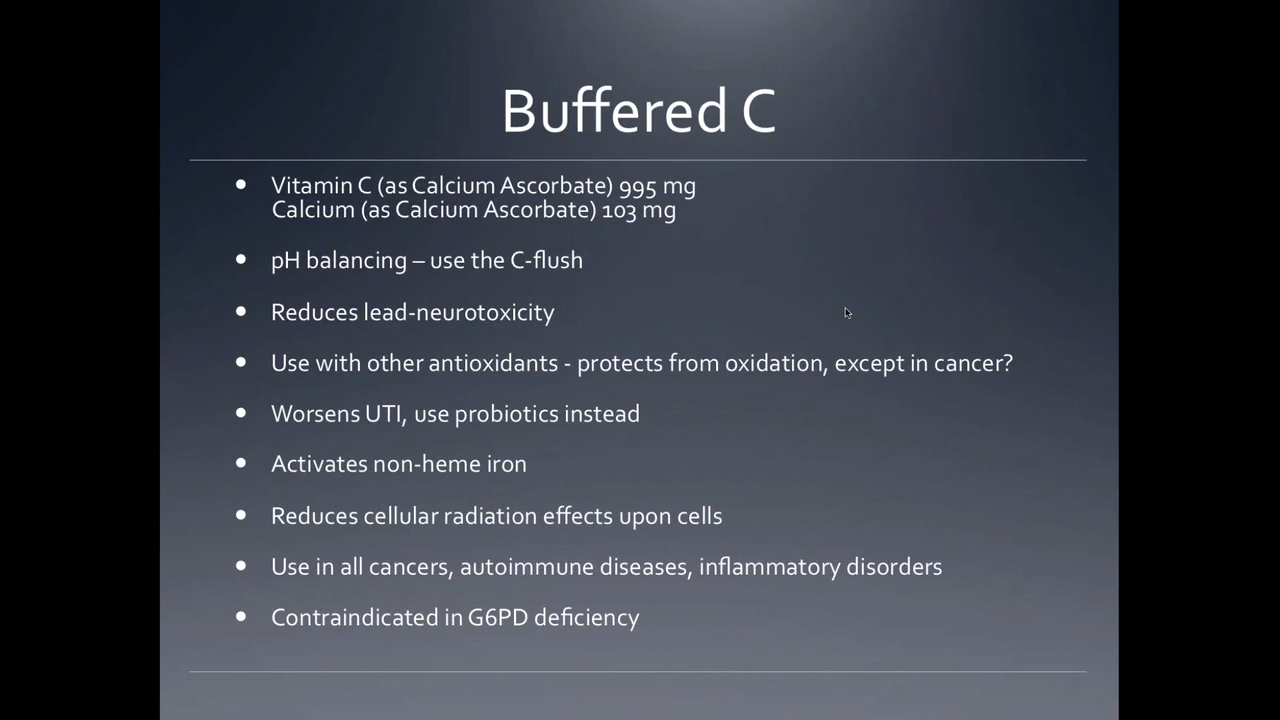 Buffered C
• Vitamin C (as Calcium Ascorbate) 995 mg
Calcium (as Calcium Ascorbate) 103 mg
• pH balancing – use the C-flush
• Reduces lead-neurotoxicity
• Use with other antioxidants - protects from oxidation, except in cancer?
• Worsens UTI, use probiotics instead
• Activates non-heme iron
• Reduces cellular radiation effects upon cells
• Use in all cancers, autoimmune diseases, inflammatory disorders
• Contraindicated in G6PD deficiency